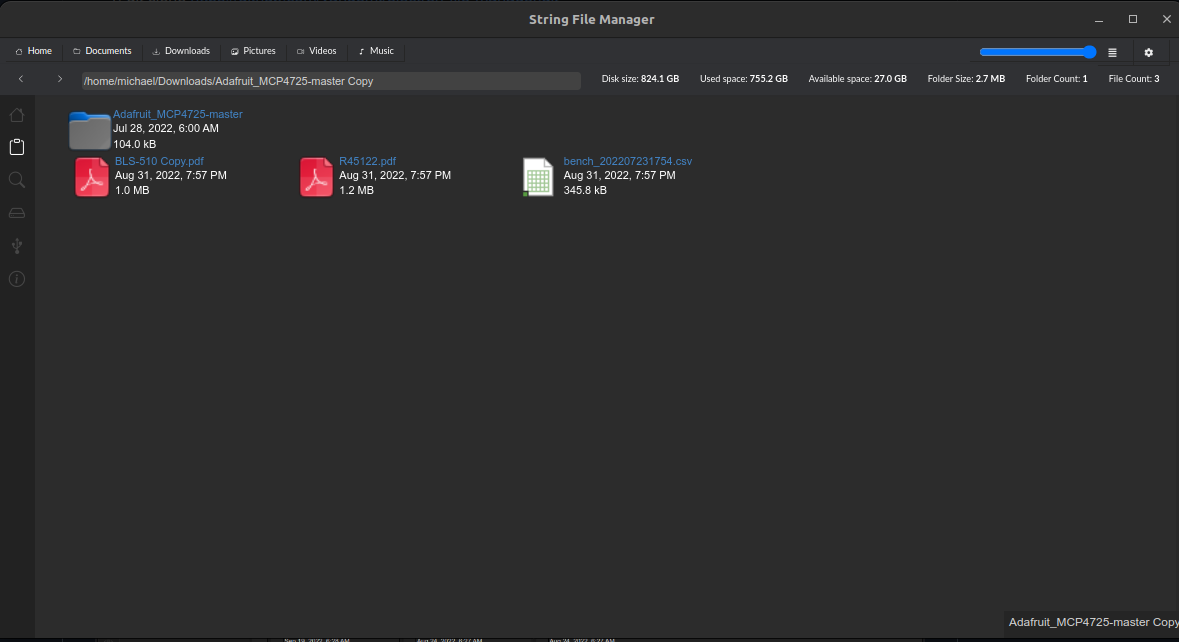 String File Manager
Home Documents Downloads Pictures Videos Music
/home/michael/Downloads/Adafruit_MCP4725-master Copy Disk size: 824.1 GB Used space: 755.2 GB Available space: 27.0 GB Folder Size: 2.7 MB Folder Count: 1 File Count: 3
Adafruit_MCP4725-master
Jul 28, 2022, 6:00 AM
104.0 kB
BLS-510 Copy.pdf
Aug 31, 2022, 7:57 PM
1.0 MB
R45122.pdf
Aug 31, 2022, 7:57 PM
1.2 MB
bench_202207231754.csv
Aug 31, 2022, 7:57 PM
345.8 kB
Adafruit_MCP4725-master Copy